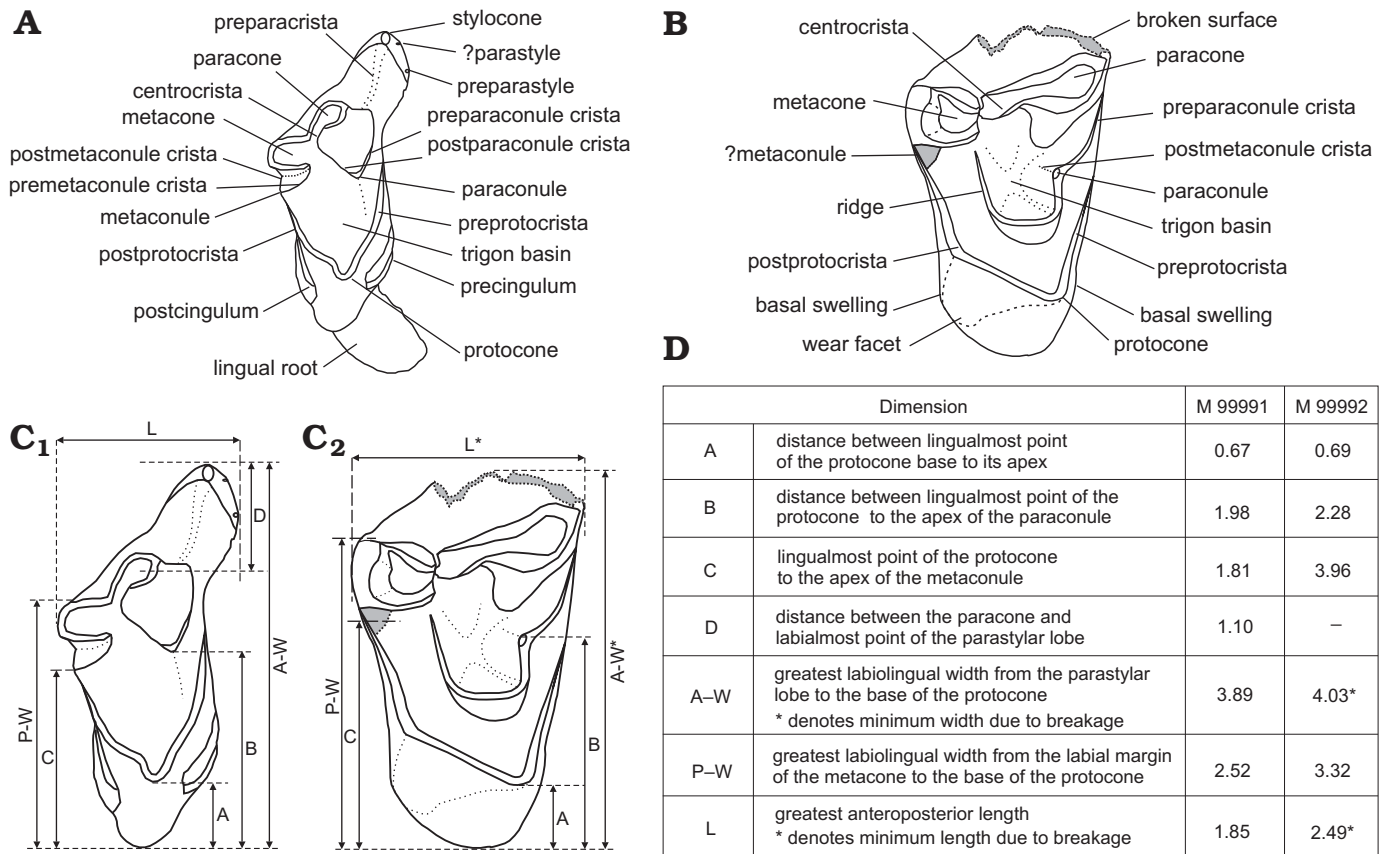 A
preparacrista
stylocone
paracone
?parastyle
centrocrista
preparastyle
metacone
preparaconule crista
postmetaconule crista
postparaconule crista
premetaconule crista
paraconule
metaconule
preprotocrista
postprotocrista
trigon basin
precingulum
postcingulum
protocone
lingual root
B
centrocrista
broken surface
paracone
metacone
preparaconule crista
?metaconule
postmetaconule crista
paraconule
ridge
trigon basin
postprotocrista
preprotocrista
basal swelling
basal swelling
wear facet
protocone
C1
L
D
A-W
P-W
C
B
A
C2
L*
A-W*
P-W
C
B
A
D
Dimension M 99991 M 99992
A distance between lingualmost point 0.67 0.69
of the protocone base to its apex
B distance between lingualmost point of the 1.98 2.28
protocone to the apex of the paraconule
C lingualmost point of the protocone 1.81 3.96
to the apex of the metaconule
D distance between the paracone and 1.10 –
labialmost point of the parastylar lobe
A–W greatest labiolingual width from the parastylar 3.89 4.03*
lobe to the base of the protocone
* denotes minimum width due to breakage
P–W greatest labiolingual width from the labial margin 2.52 3.32
of the metacone to the base of the protocone
L greatest anteroposterior length 1.85 2.49*
* denotes minimum length due to breakage